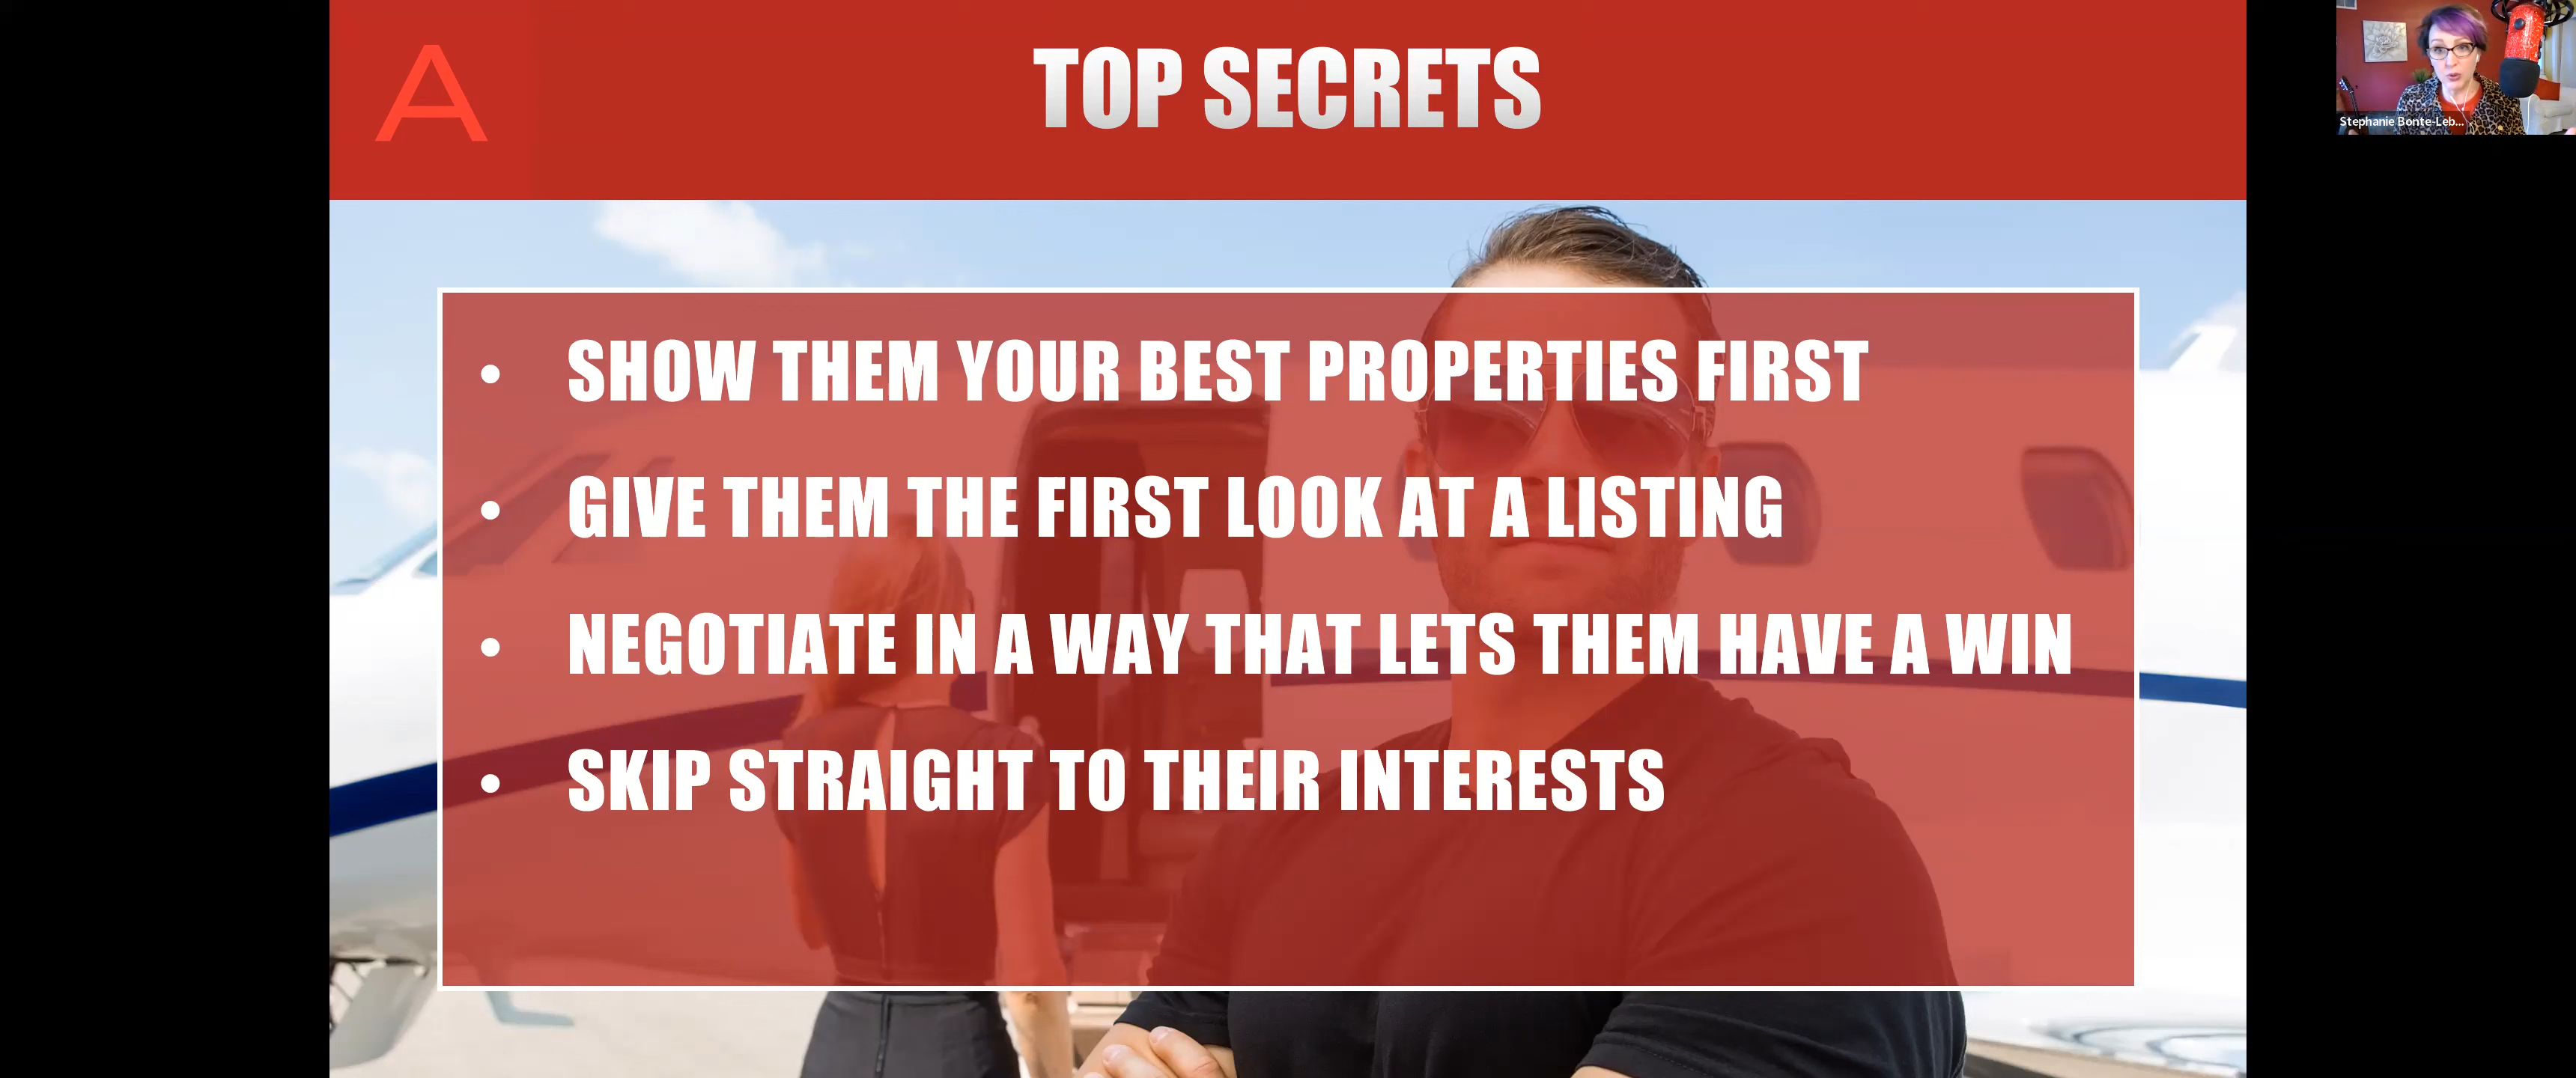 A
TOP SECRETS
Stephanie Bonte-Leb...
• SHOW THEM YOUR BEST PROPERTIES FIRST
• GIVE THEM THE FIRST LOOK AT A LISTING
• NEGOTIATE IN A WAY THAT LETS THEM HAVE A WIN
• SKIP STRAIGHT TO THEIR INTERESTS